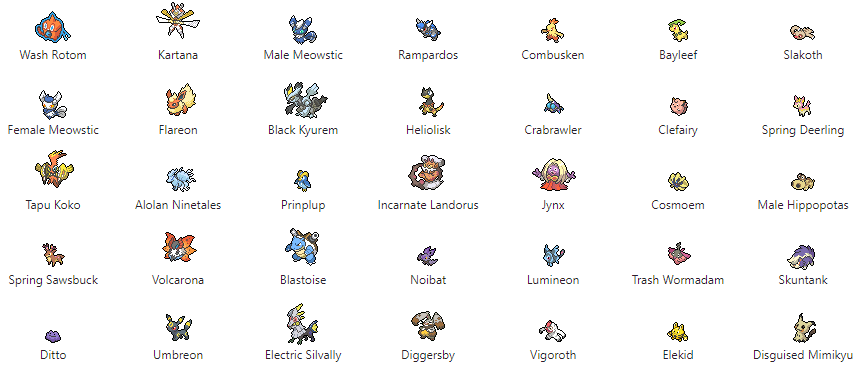 Wash Rotom Kartana Male Meowstic Rampardos Combusken Bayleef Slakoth
Female Meowstic Flareon Black Kyurem Heliolisk Crabrawler Clefairy Spring Deerling
Tapu Koko Alolan Ninetales Prinplup Incarnate Landorus Jynx Cosmoem Male Hippopotas
Spring Sawsbuck Volcarona Blastoise Noibat Lumineon Trash Wormadam Skuntank
Ditto Umbreon Electric Silvally Diggersby Vigoroth Elekid Disguised Mimikyu